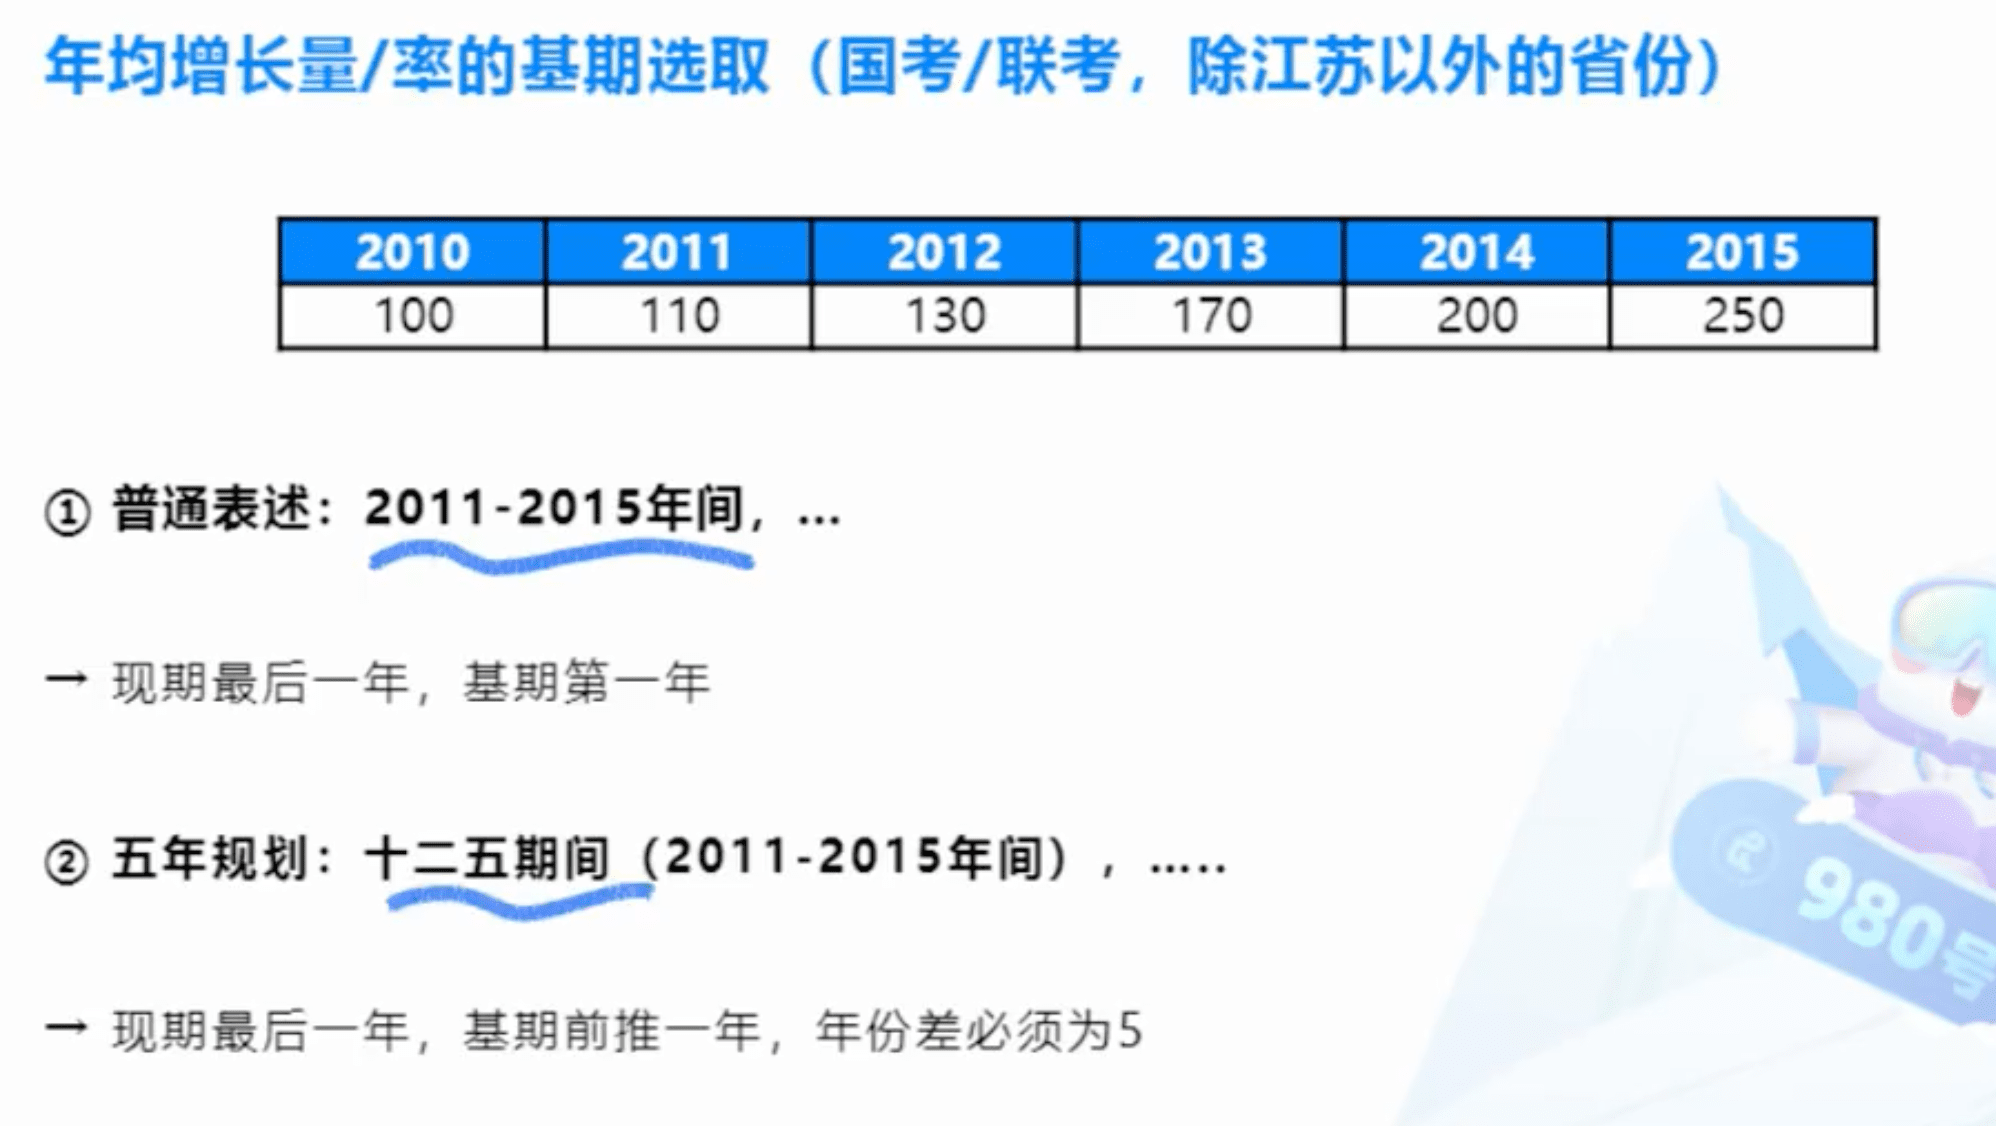 年均增长量/率的基期选取（国考/联考，除江苏以外的省份）
2010 2011 2012 2013 2014 2015
100 110 130 170 200 250
① 普通表述：2011-2015年间，...
→ 现期最后一年，基期第一年
② 五年规划：十二五期间（2011-2015年间），.....
→ 现期最后一年，基期前推一年，年份差必须为5
980号